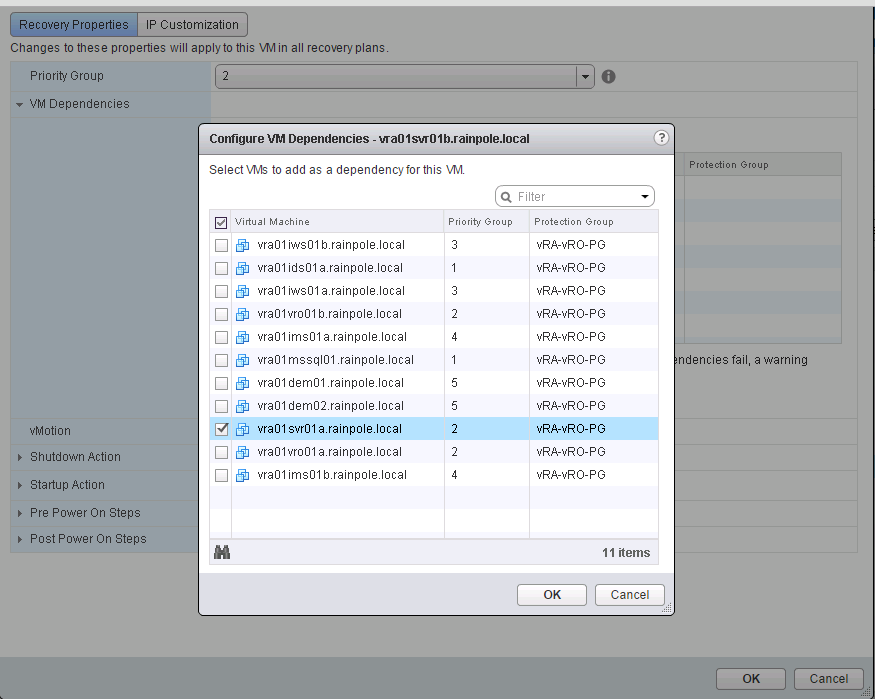 Recovery Properties IP Customization
Changes to these properties will apply to this VM in all recovery plans.
Priority Group 2
VM Dependencies
Configure VM Dependencies - vra01svr01b.rainpole.local
Select VMs to add as a dependency for this VM.
Filter
Virtual Machine Priority Group Protection Group
vra01iws01b.rainpole.local 3 vRA-vRO-PG
vra01ids01a.rainpole.local 1 vRA-vRO-PG
vra01iws01a.rainpole.local 3 vRA-vRO-PG
vra01vro01b.rainpole.local 2 vRA-vRO-PG
vra01ims01a.rainpole.local 4 vRA-vRO-PG
vra01mssql01.rainpole.local 1 vRA-vRO-PG
vra01dem01.rainpole.local 5 vRA-vRO-PG
vra01dem02.rainpole.local 5 vRA-vRO-PG
vra01svr01a.rainpole.local 2 vRA-vRO-PG
vra01vro01a.rainpole.local 2 vRA-vRO-PG
vra01ims01b.rainpole.local 4 vRA-vRO-PG
11 items
OK Cancel
Protection Group
endencies fail, a warning
vMotion
Shutdown Action
Startup Action
Pre Power On Steps
Post Power On Steps
OK Cancel